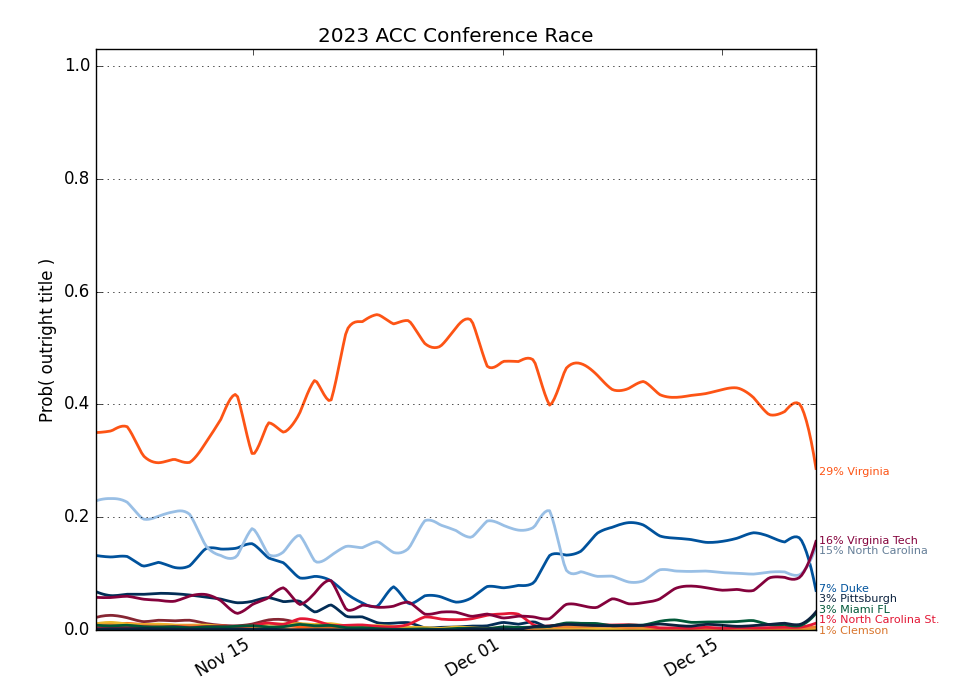 2023 ACC Conference Race
Prob( outright title )
1.0
0.8
0.6
0.4
0.2
0.0
Nov 15
Dec 01
Dec 15
29% Virginia
16% Virginia Tech
15% North Carolina
7% Duke
3% Pittsburgh
3% Miami FL
1% North Carolina St.
1% Clemson